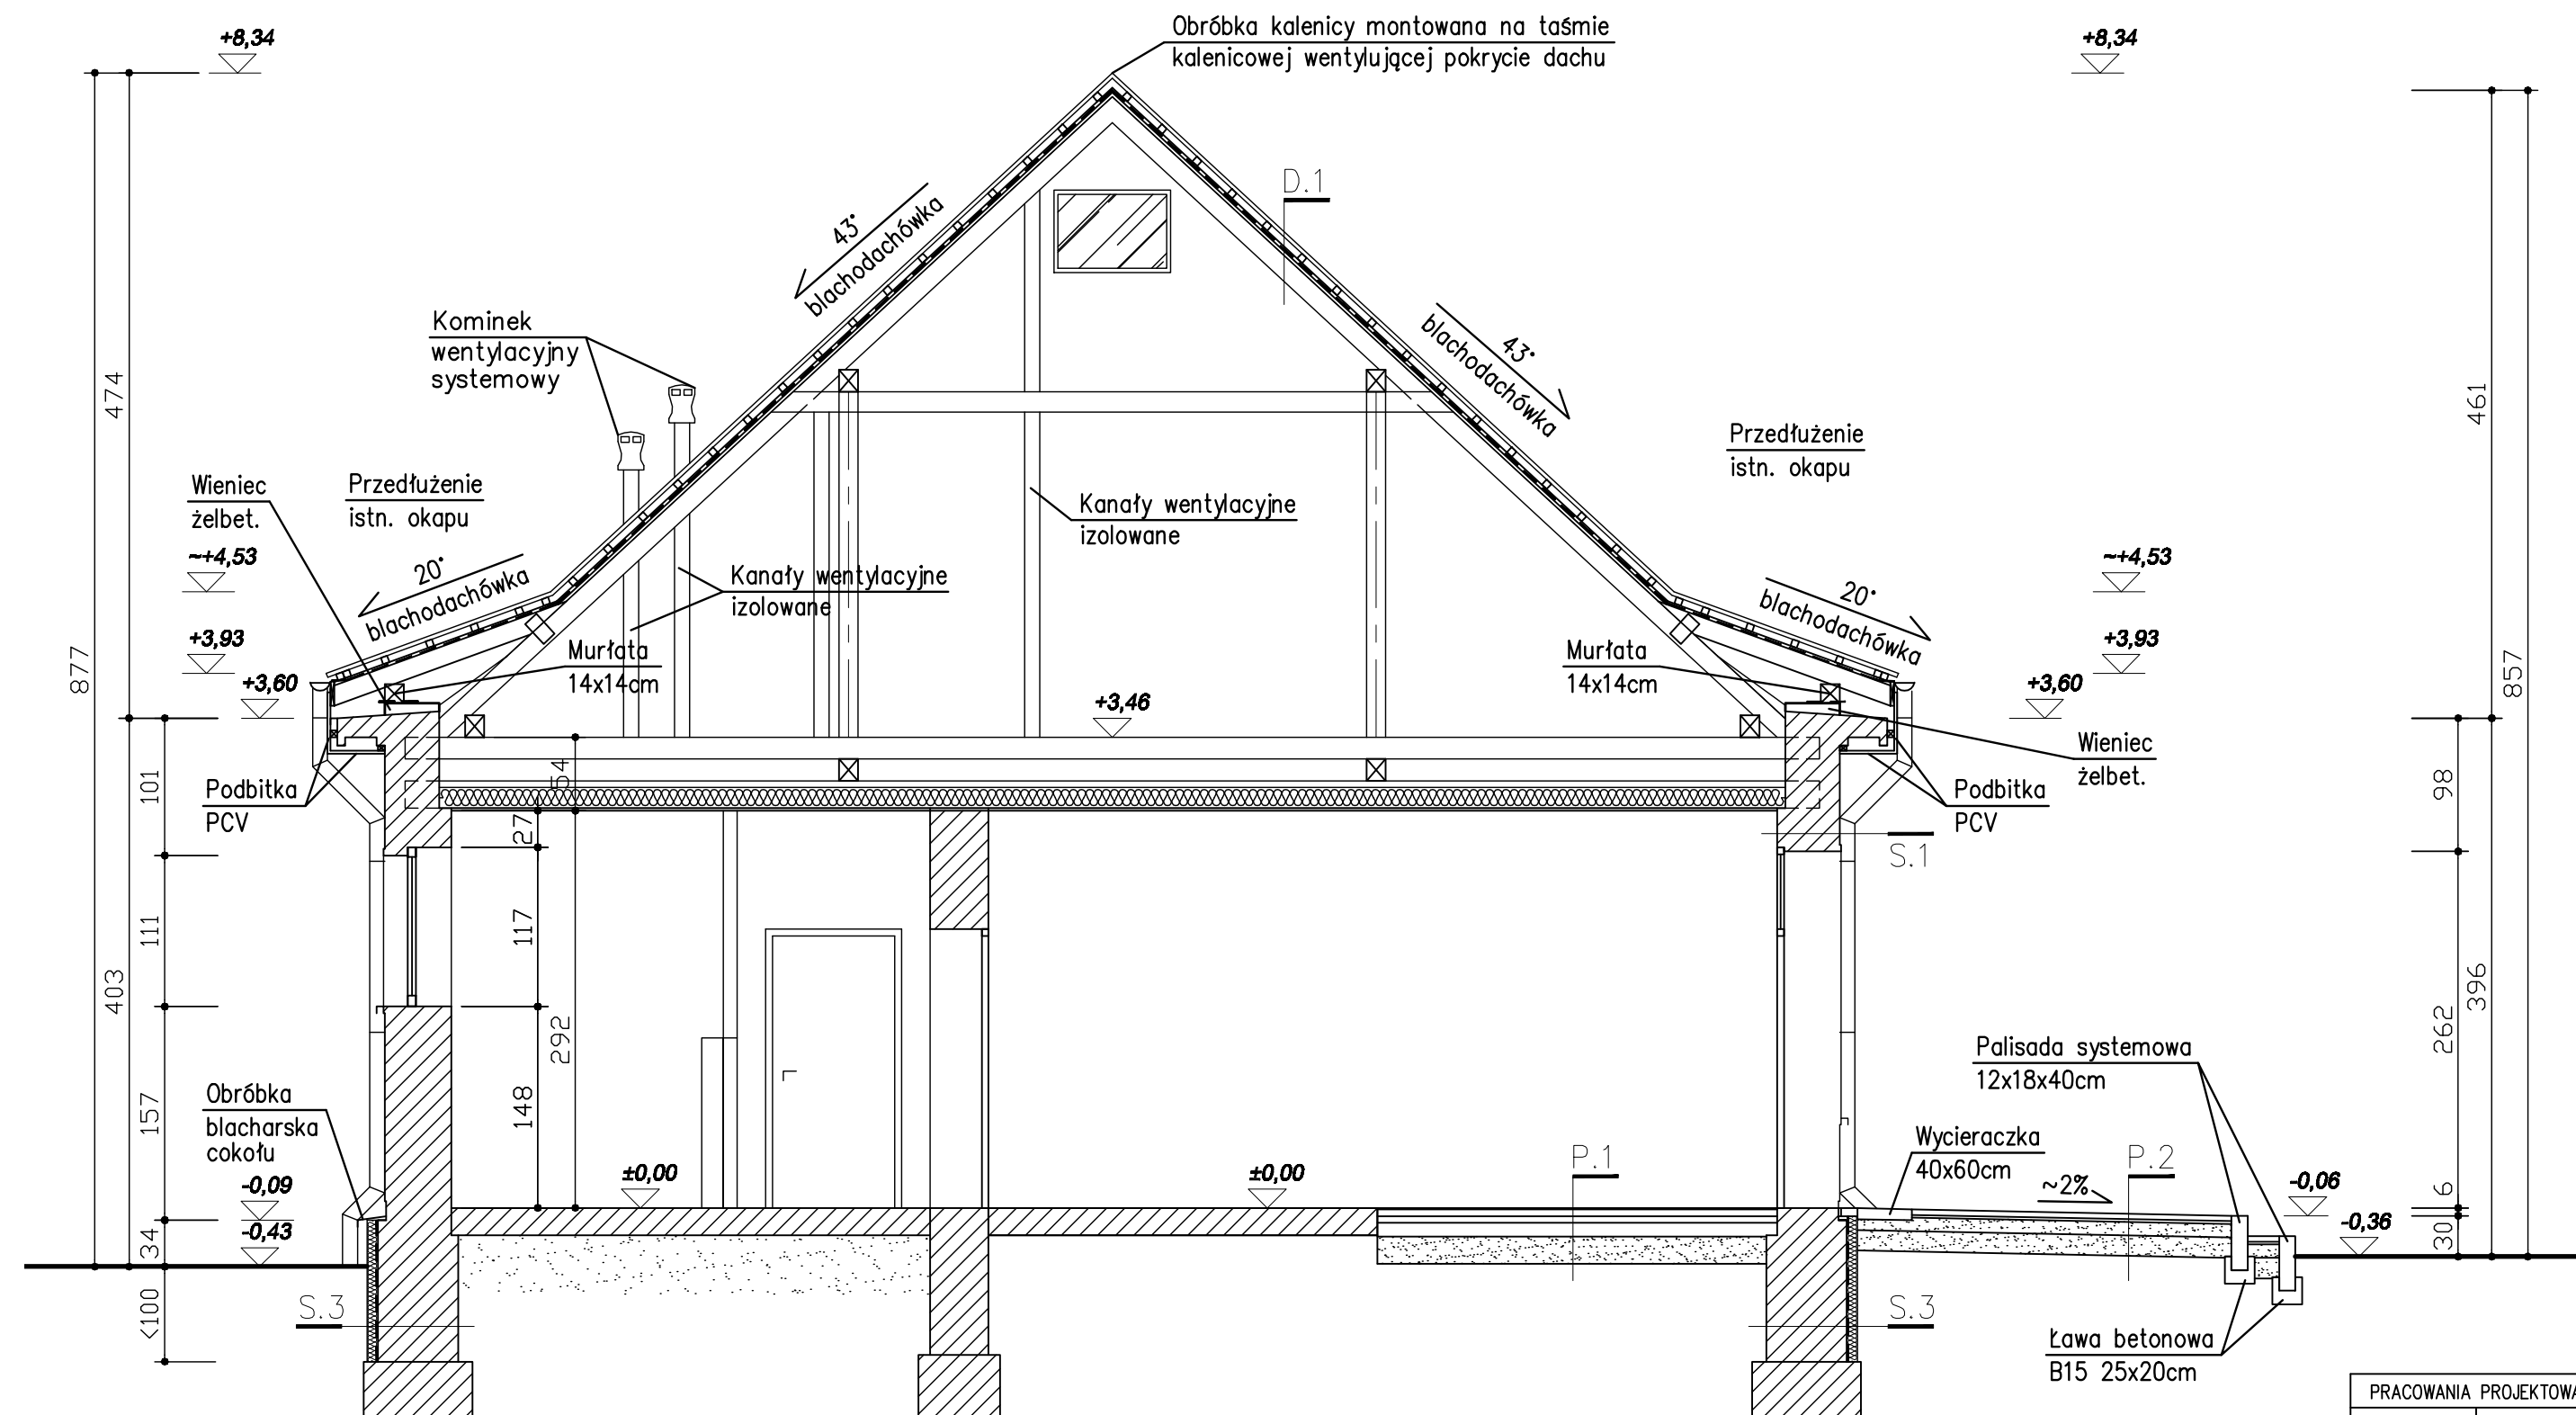 Obróbka kalenicy montowana na taśmie
kalenicowej wentylującej pokrycie dachu
+8,34
+8,34
D.1
43°
blachodachówka
43°
blachodachówka
Kominek
wentylacyjny
systemowy
474
461
Przedłużenie
istn. okapu
Przedłużenie
istn. okapu
Wieniec
żelbet.
Kanały wentylacyjne
izolowane
~+4,53
~+4,53
20°
blachodachówka
20°
blachodachówka
Kanały wentylacyjne
izolowane
+3,93
+3,93
Murłata
14x14cm
Murłata
14x14cm
877
857
+3,60
+3,46
+3,60
Wieniec
żelbet.
Podbitka
PCV
Podbitka
PCV
101
54
98
27
S.1
111
117
403
292
396
262
157
148
Palisada systemowa
12x18x40cm
Obróbka
blacharska
cokołu
Wycieraczka
40x60cm
P.1
P.2
±0,00
±0,00
~2%
-0,09
-0,06
6
-0,43
-0,36
34
30
<100
S.3
S.3
Ława betonowa
B15 25x20cm
PRACOWANIA PROJEKTOWA